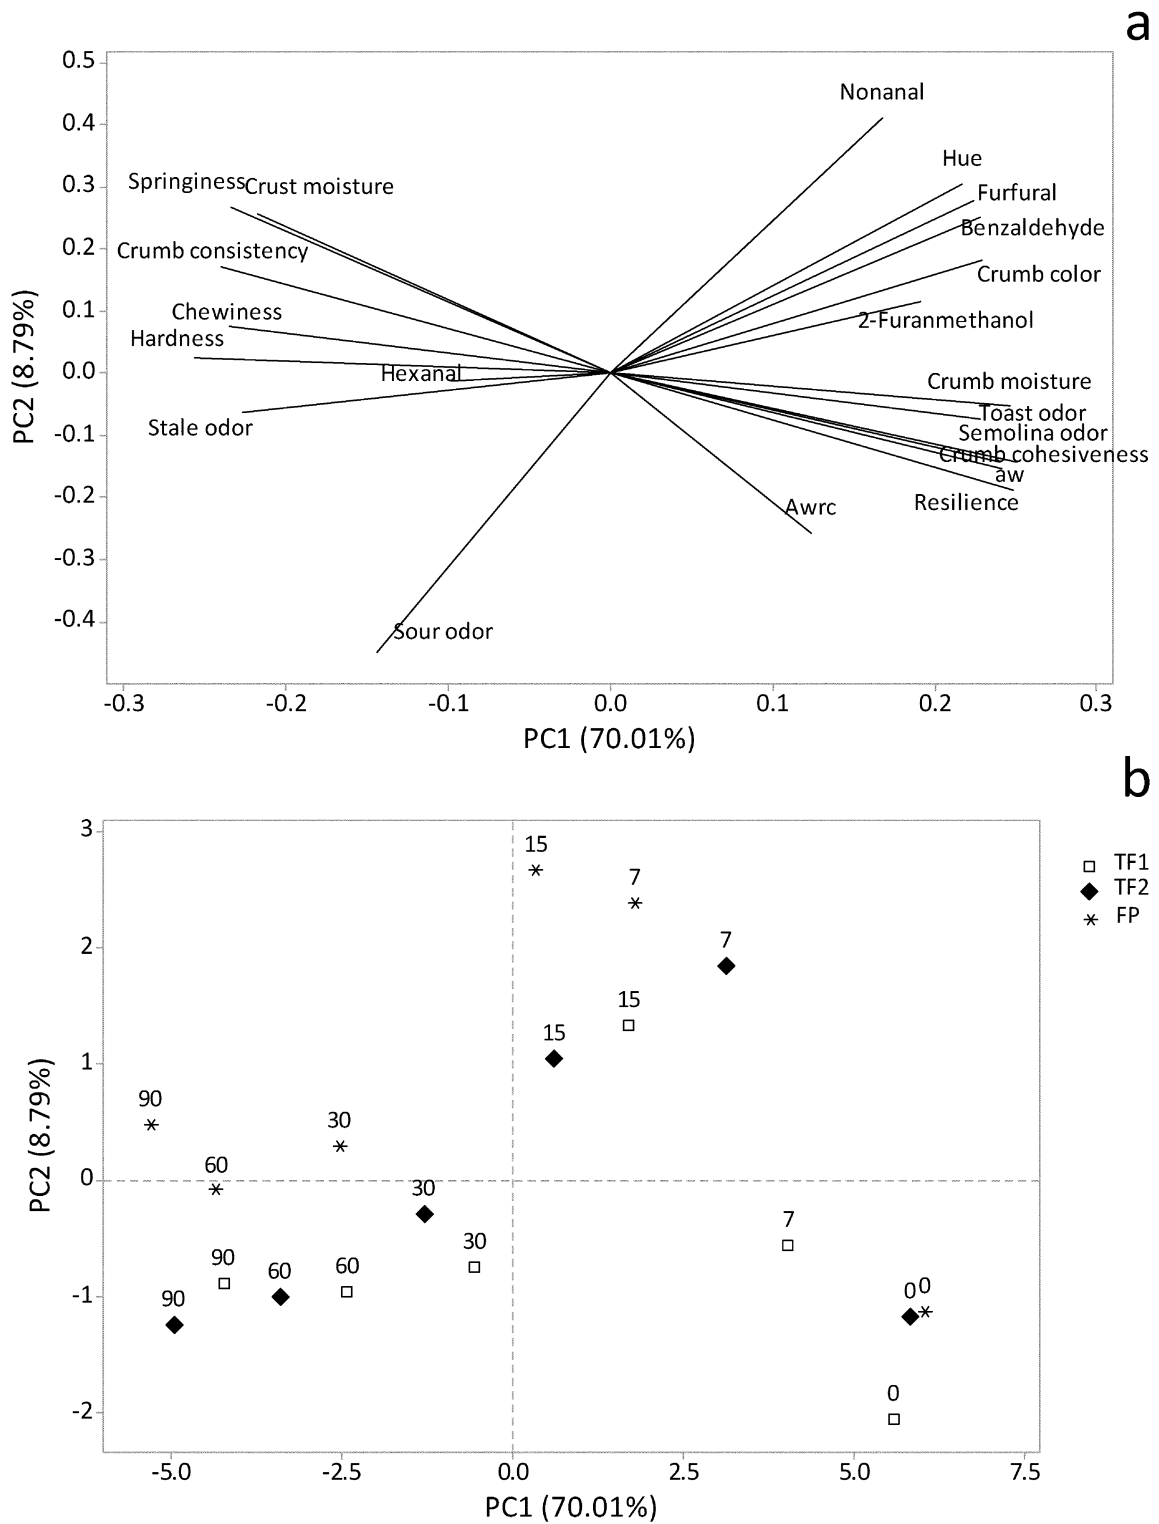 a
0.5
Nonanal
0.4
Hue
0.3
Springiness Crust moisture
Furfural
Benzaldehyde
0.2
Crumb consistency
Crumb color
0.1
Chewiness
2-Furanmethanol
Hardness
0.0
Hexanal
Crumb moisture
Toast odor
-0.1
Stale odor
Semolina odor
Crumb cohesiveness
aw
-0.2
Awrc
Resilience
-0.3
-0.4
Sour odor
PC2 (8.79%)
-0.3 -0.2 -0.1 0.0 0.1 0.2 0.3
PC1 (70.01%)
b
3
15
7
TF1
TF2
FP
2
7
15
15
1
90
30
60
0
30
7
30
90
60
60
-1
90
0 0
0
-2
PC2 (8.79%)
-5.0 -2.5 0.0 2.5 5.0 7.5
PC1 (70.01%)